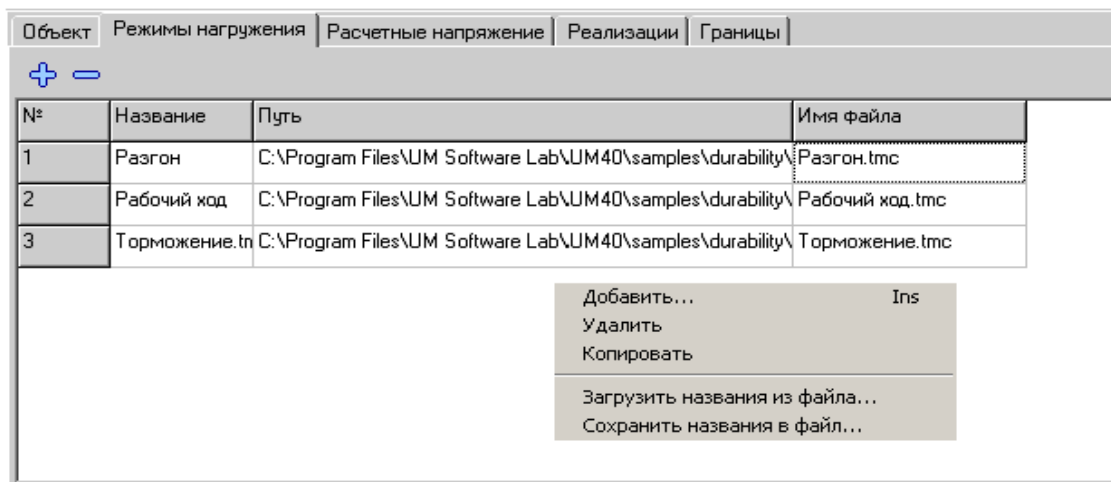 Объект Режимы нагружения Расчетные напряжение Реализации Границы
№ Название Путь Имя файла
1 Разгон C:\Program Files\UM Software Lab\UM40\samples\durability\ Разгон.tmc
2 Рабочий ход C:\Program Files\UM Software Lab\UM40\samples\durability\ Рабочий ход.tmc
3 Торможение.tm C:\Program Files\UM Software Lab\UM40\samples\durability\ Торможение.tmc
Добавить... Ins
Удалить
Копировать
Загрузить названия из файла...
Сохранить названия в файл...